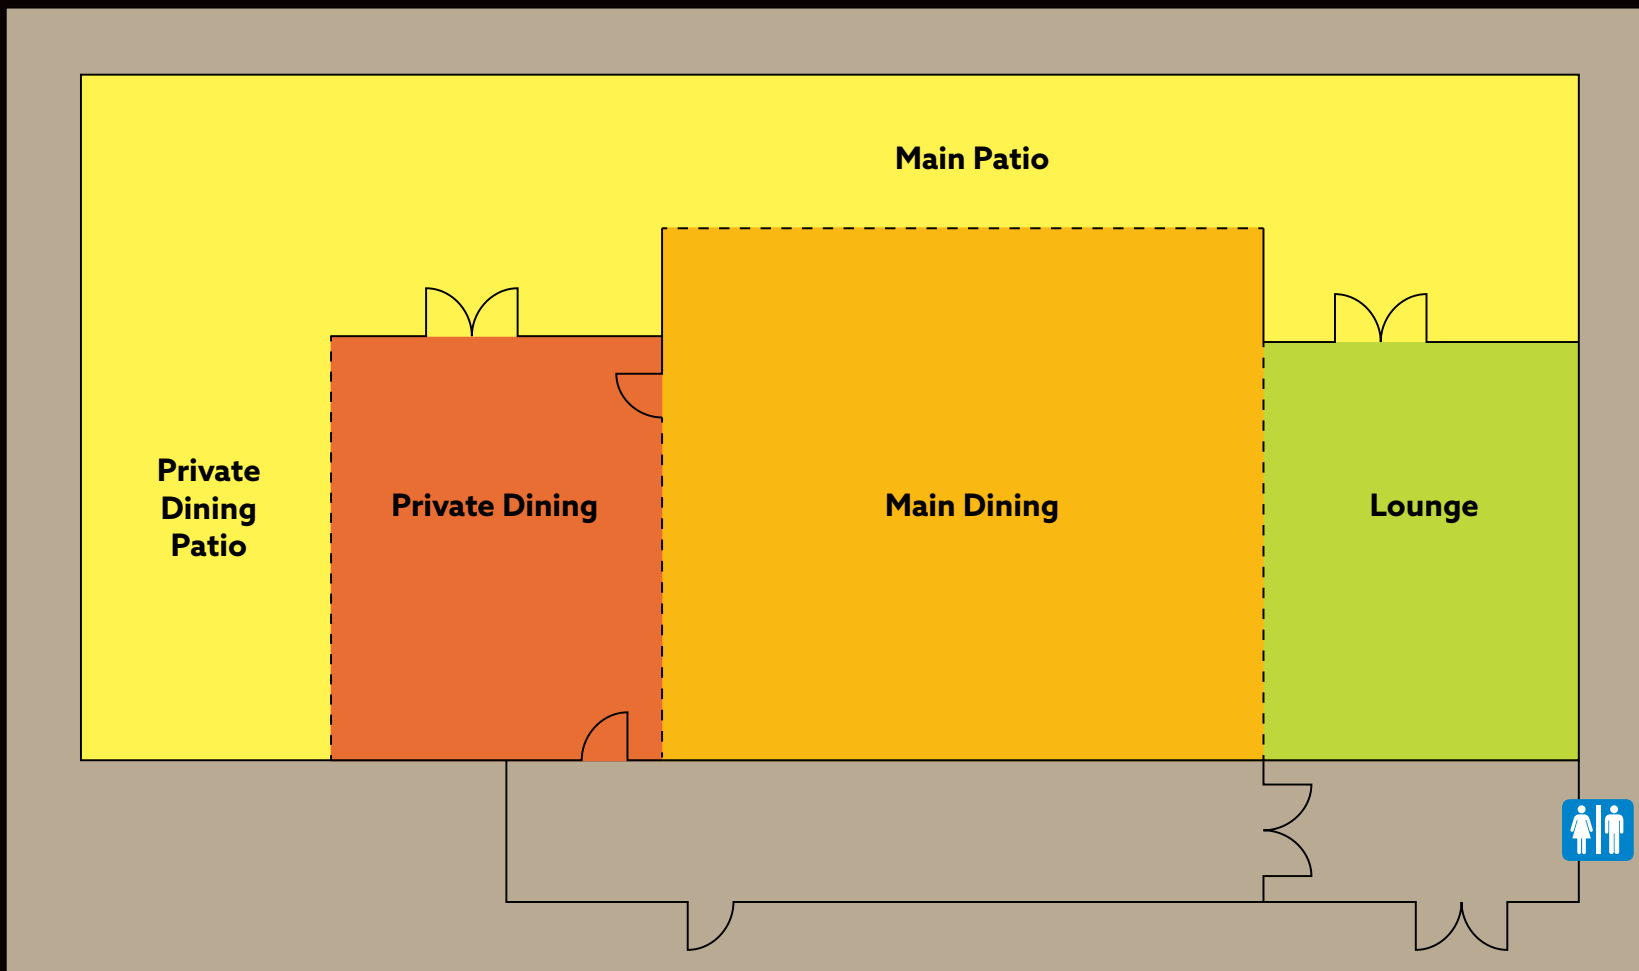 Main Patio
Private
Dining
Patio
Private Dining
Main Dining
Lounge